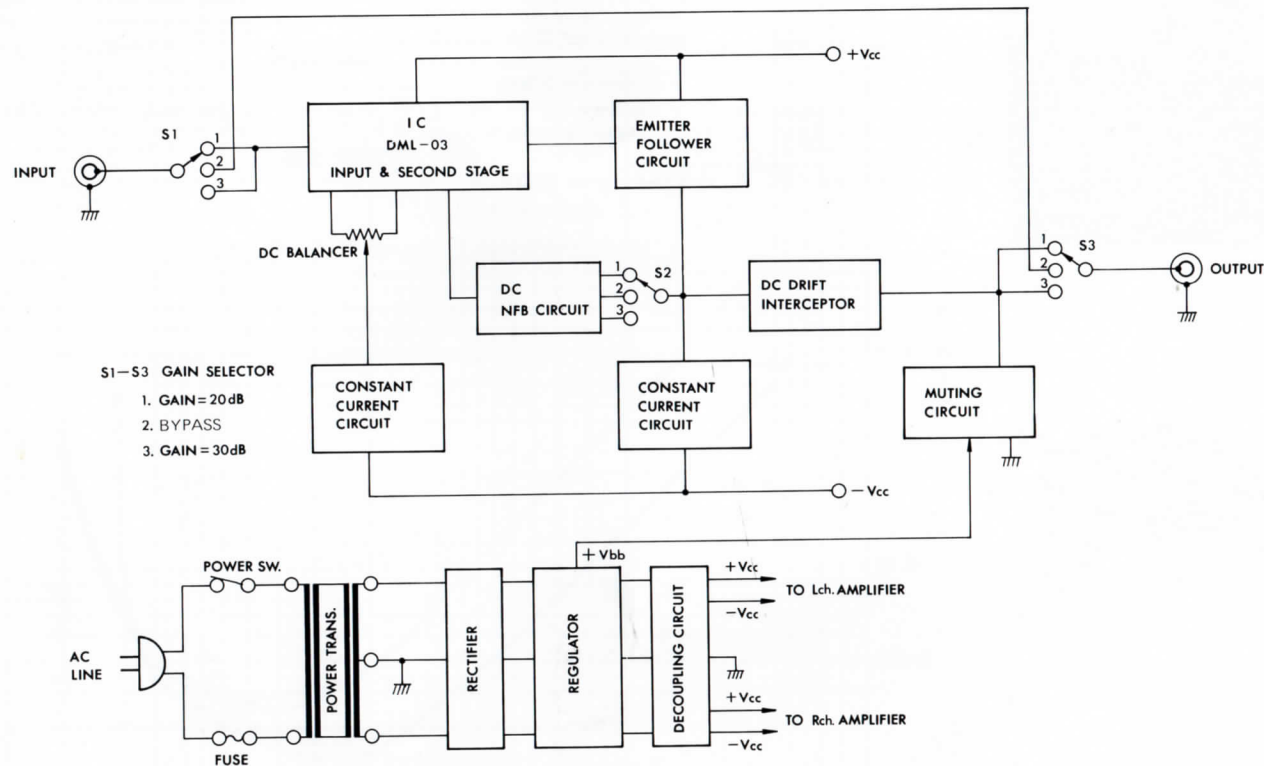 +Vcc
S1
1
2
3
INPUT
IC
DML-03
INPUT & SECOND STAGE
EMITTER
FOLLOWER
CIRCUIT
DC BALANCER
DC
NFB CIRCUIT
1
2
3
S2
DC DRIFT
INTERCEPTOR
1
2
3
S3
OUTPUT
S1-S3 GAIN SELECTOR
1. GAIN=20dB
2. BYPASS
3. GAIN=30dB
CONSTANT
CURRENT
CIRCUIT
CONSTANT
CURRENT
CIRCUIT
MUTING
CIRCUIT
-Vcc
POWER SW.
AC
LINE
FUSE
POWER TRANS.
RECTIFIER
+Vbb
REGULATOR
DECOUPLING CIRCUIT
+Vcc
TO Lch. AMPLIFIER
-Vcc
+Vcc
TO Rch. AMPLIFIER
-Vcc